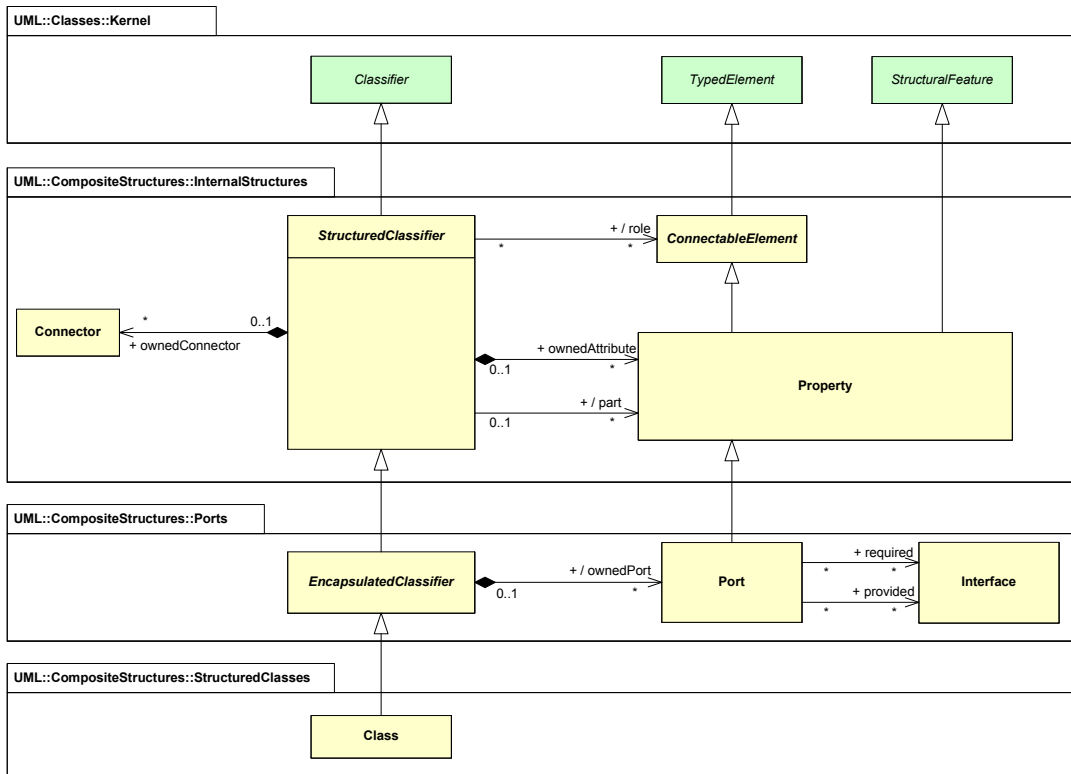 UML::Classes::Kernel
Classifier
TypedElement
StructuralFeature
UML::CompositeStructures::InternalStructures
StructuredClassifier
+ / role
* *
ConnectableElement
Connector
*
0..1
+ ownedConnector
+ ownedAttribute
0..1 *
+ / part
0..1 *
Property
UML::CompositeStructures::Ports
EncapsulatedClassifier
+ / ownedPort
0..1 *
Port
+ required
* *
+ provided
* *
Interface
UML::CompositeStructures::StructuredClasses
Class